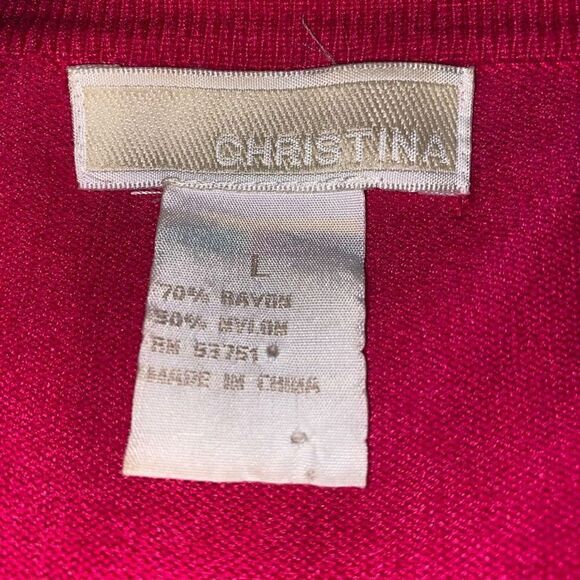 CHRISTINA
L
70% RAYON
30% NYLON
RN 53751
MADE IN CHINA